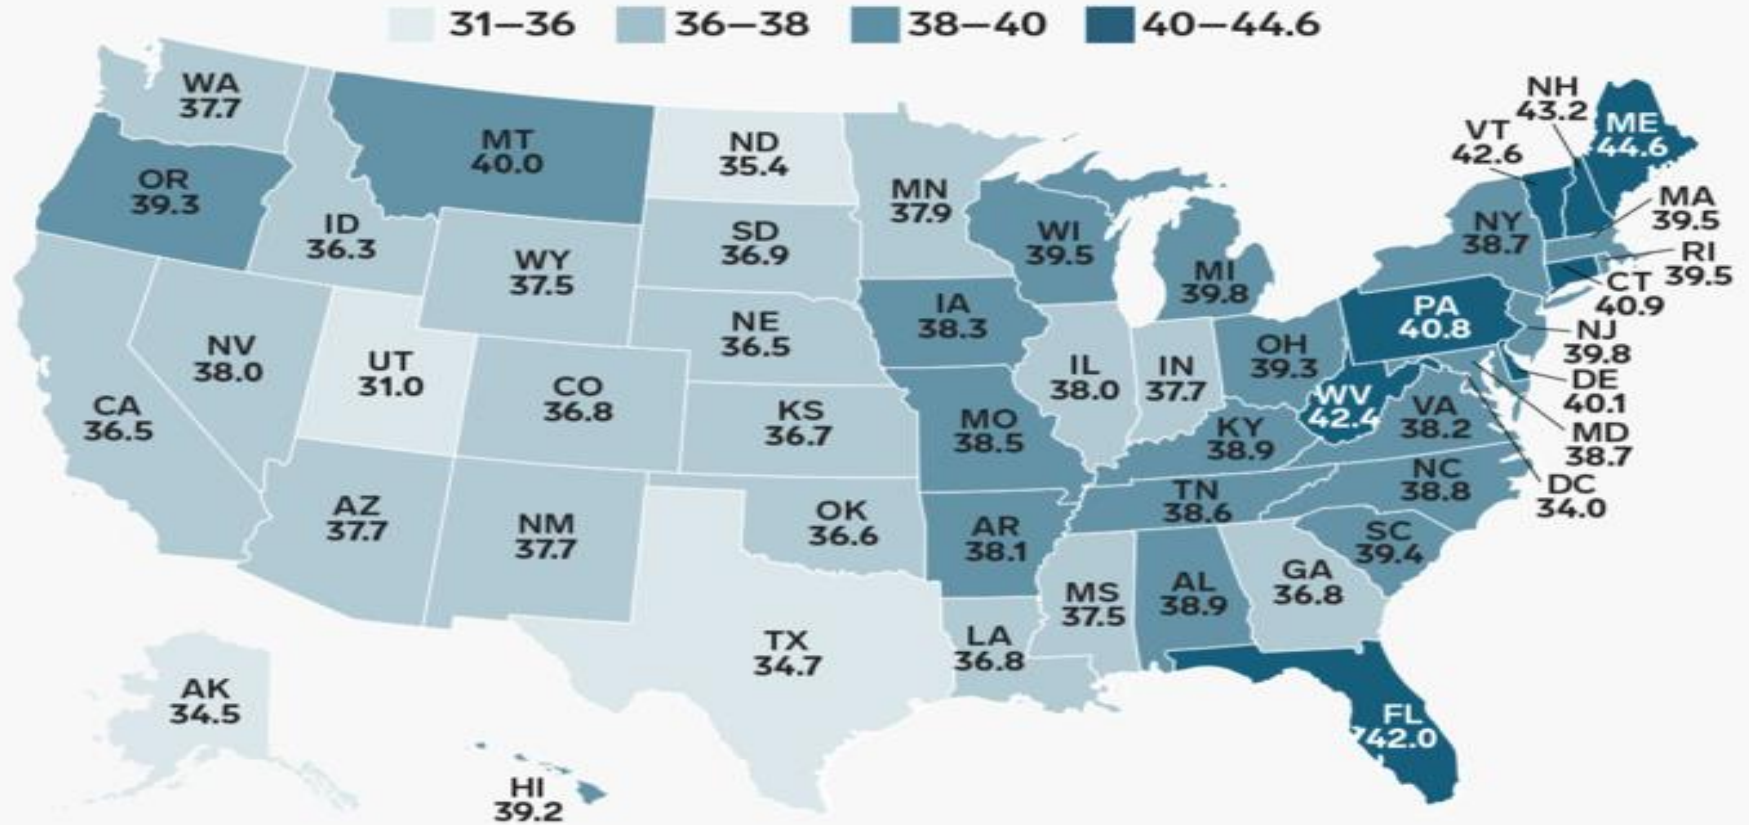 31–36 36–38 38–40 40–44.6
WA
37.7
OR
39.3
MT
40.0
ID
36.3
ND
35.4
SD
36.9
WY
37.5
MN
37.9
WI
39.5
MI
39.8
NY
38.7
VT
42.6
NH
43.2
ME
44.6
MA
39.5
RI
39.5
CT
40.9
PA
40.8
NJ
39.8
DE
40.1
MD
38.7
DC
34.0
NE
36.5
IA
38.3
NV
38.0
UT
31.0
CO
36.8
CA
36.5
KS
36.7
MO
38.5
IL
38.0
IN
37.7
OH
39.3
WV
42.4
VA
38.2
KY
38.9
NC
38.8
TN
38.6
SC
39.4
AZ
37.7
NM
37.7
OK
36.6
AR
38.1
MS
37.5
AL
38.9
GA
36.8
TX
34.7
LA
36.8
FL
42.0
AK
34.5
HI
39.2